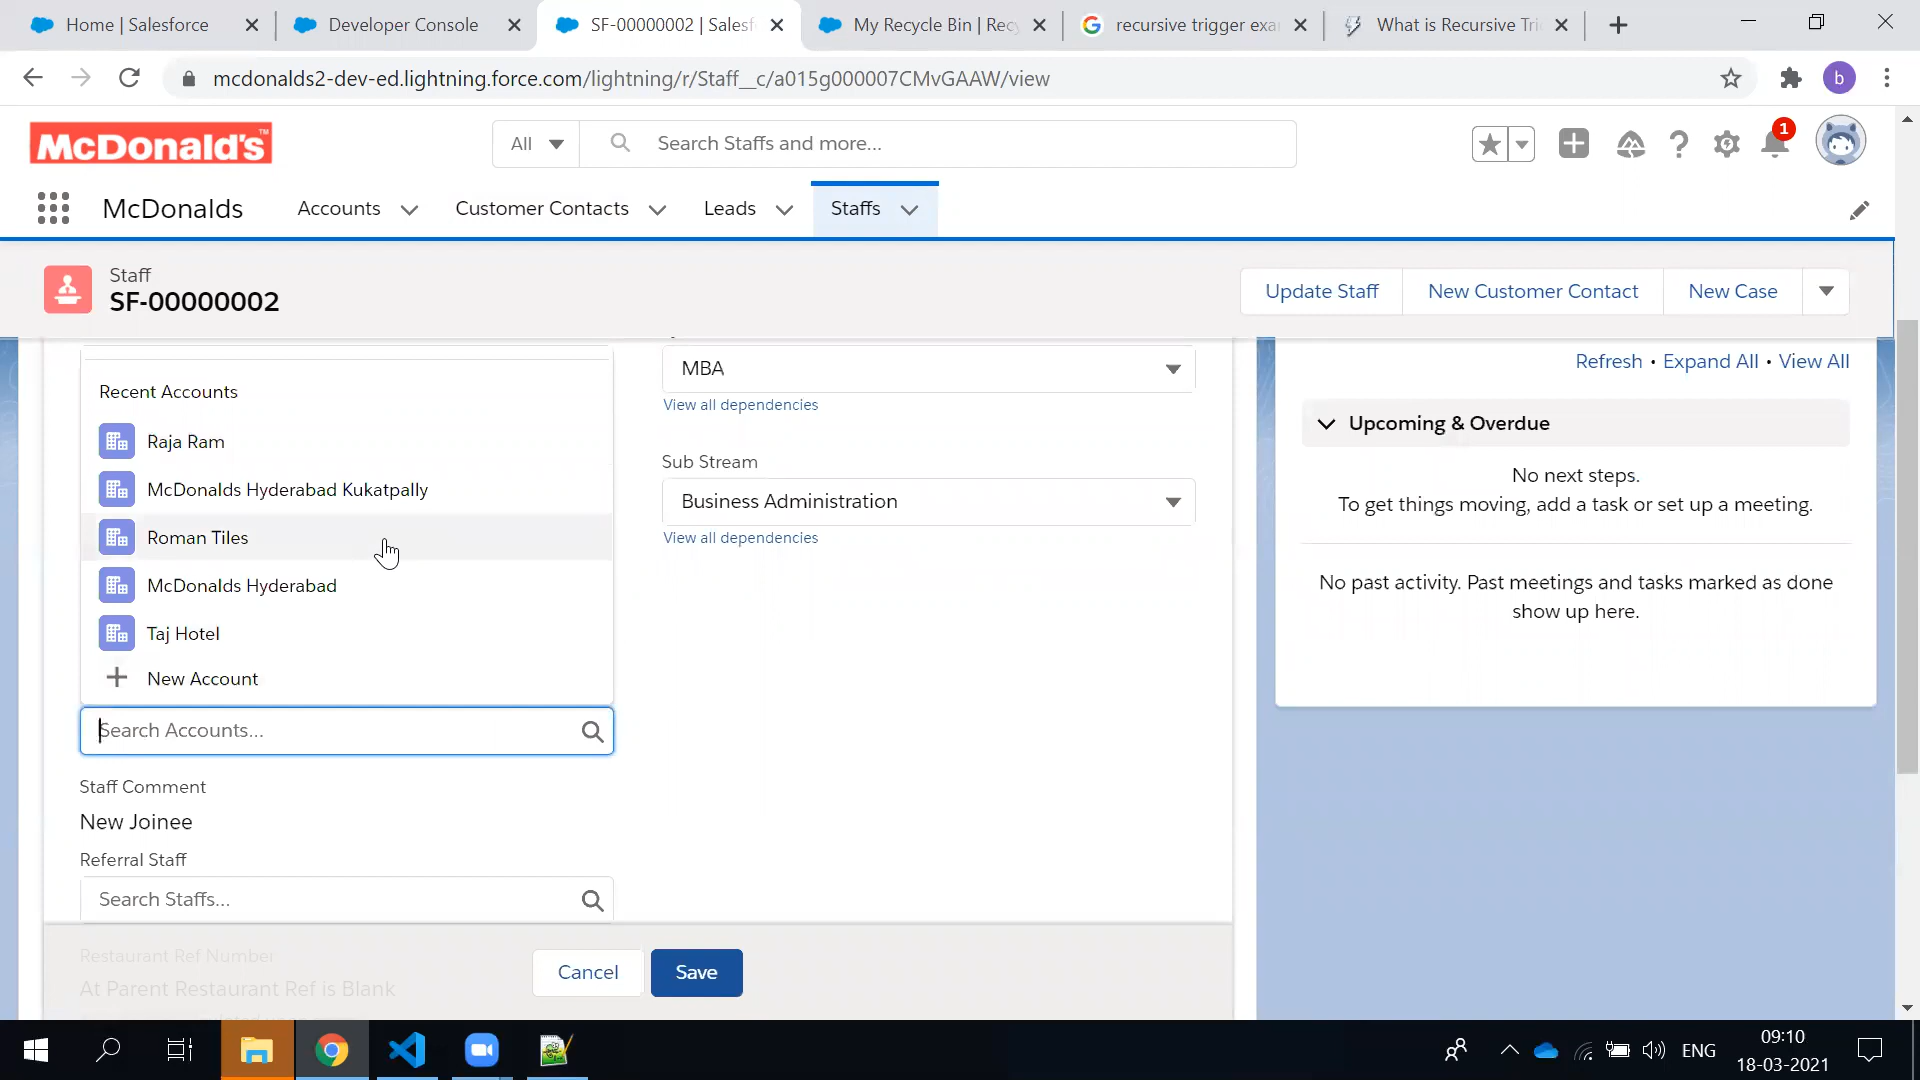 Home | Salesforce
Developer Console
SF-00000002 | Salesf
My Recycle Bin | Recy
recursive trigger exa
What is Recursive Tri
mcdonalds2-dev-ed.lightning.force.com/lightning/r/Staff__c/a015g000007CMvGAAW/view
b
McDonald's™
All
Search Staffs and more...
1
McDonalds
Accounts
Customer Contacts
Leads
Staffs
Staff
SF-00000002
Update Staff
New Customer Contact
New Case
Recent Accounts
Raja Ram
McDonalds Hyderabad Kukatpally
Roman Tiles
McDonalds Hyderabad
Taj Hotel
New Account
Search Accounts...
Staff Comment
New Joinee
Referral Staff
Search Staffs...
Restaurant Ref Number
At Parent Restaurant Ref is Blank
MBA
View all dependencies
Sub Stream
Business Administration
View all dependencies
Cancel
Save
Refresh • Expand All • View All
Upcoming & Overdue
No next steps.
To get things moving, add a task or set up a meeting.
No past activity. Past meetings and tasks marked as done
show up here.
ENG
09:10
18-03-2021